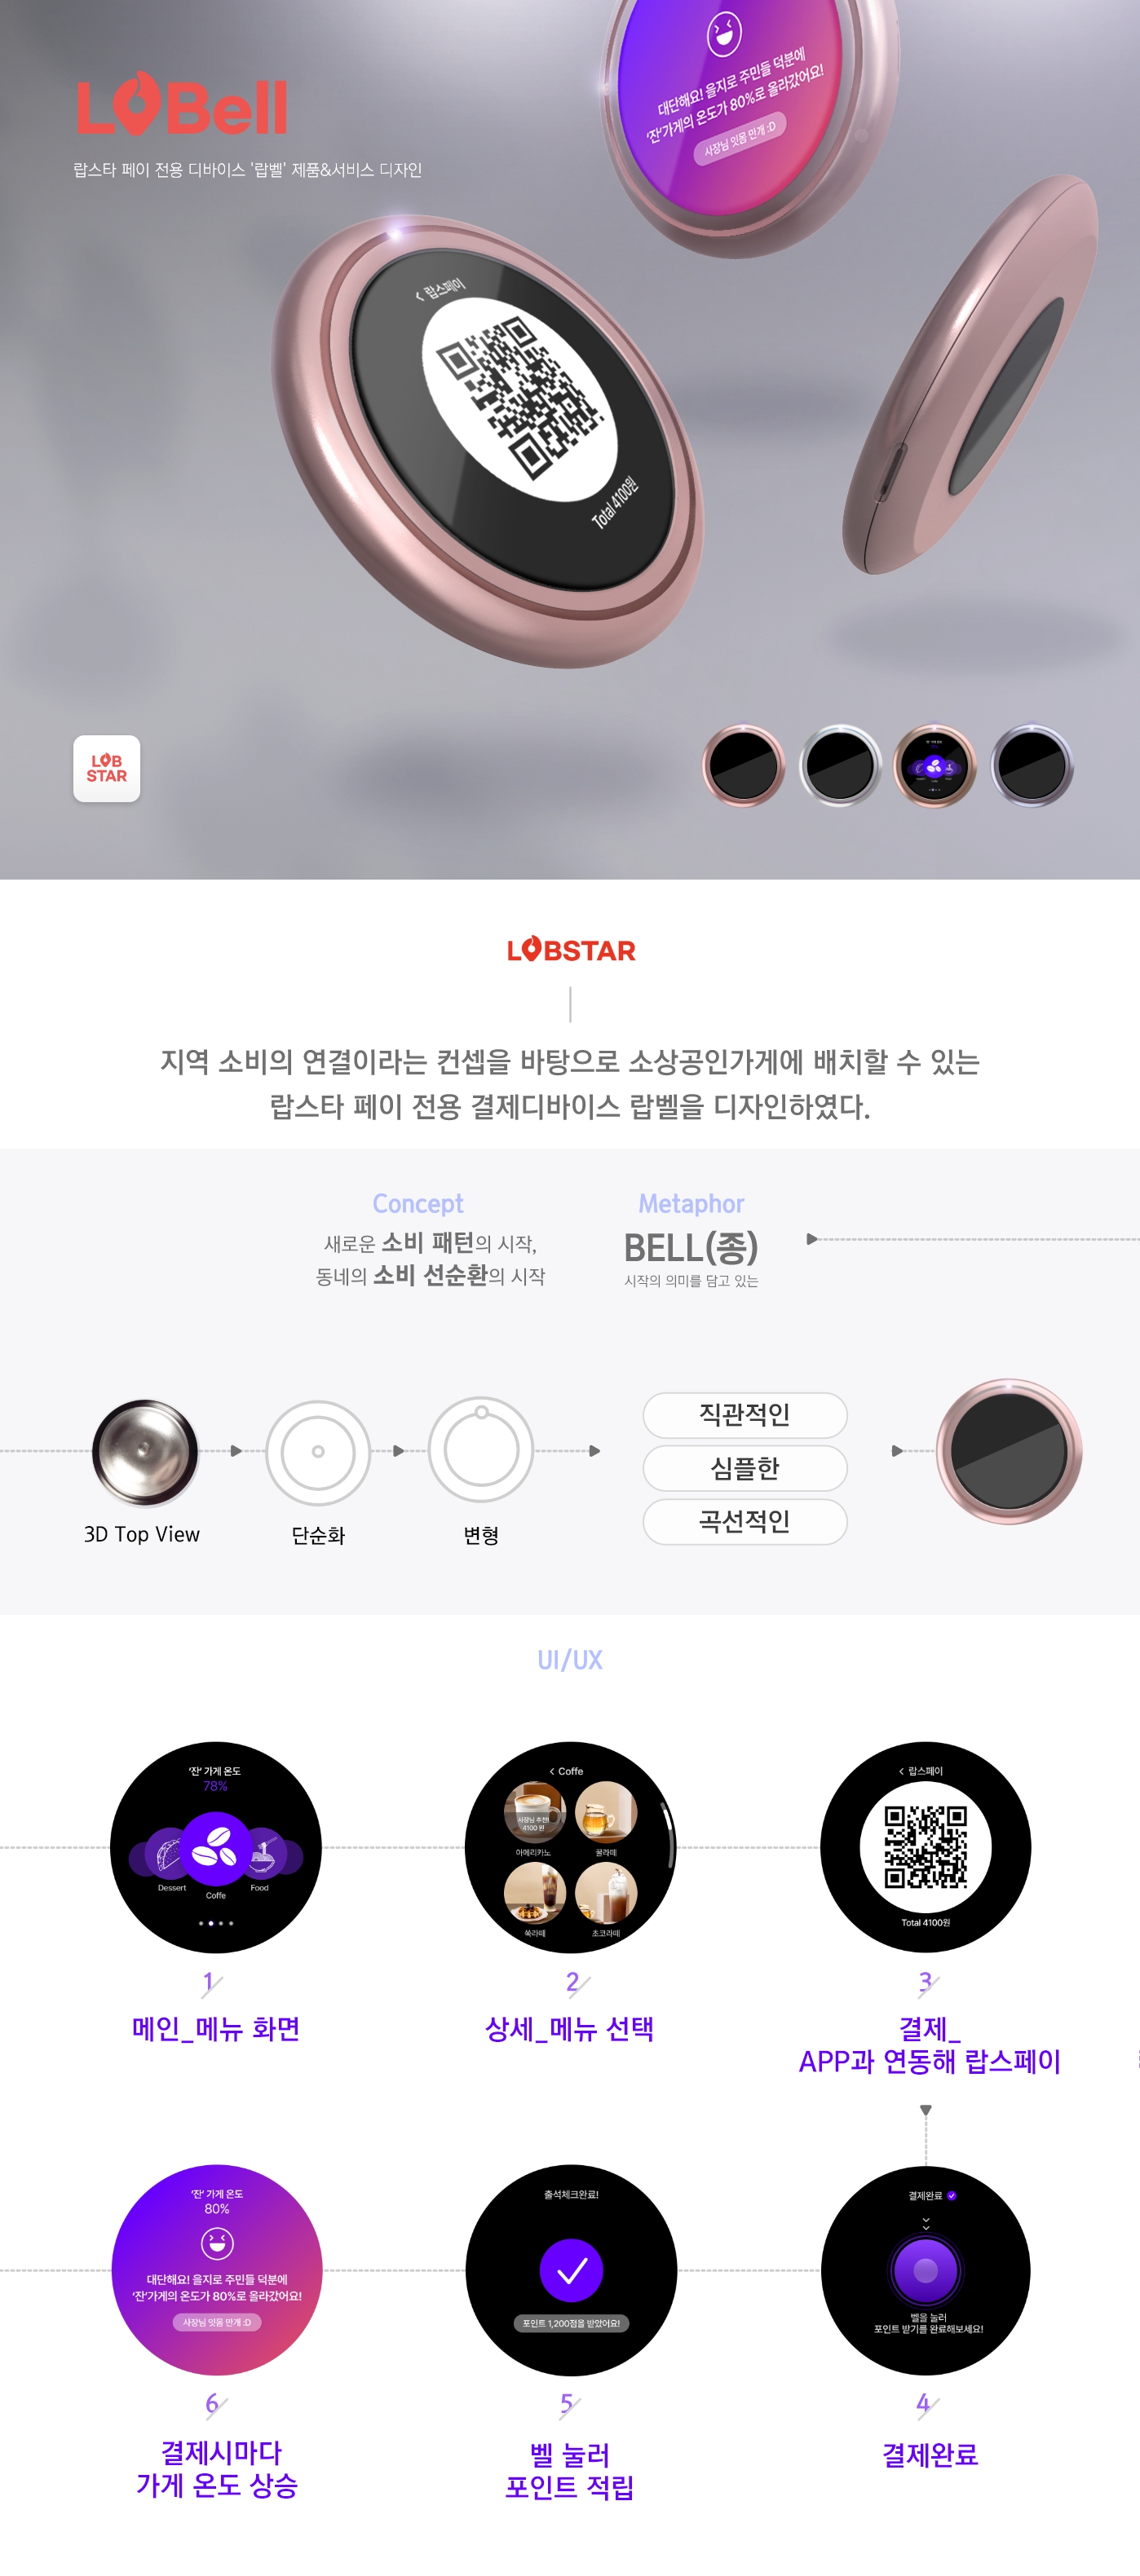 대단해요! 을지로 주민들 덕분에
'잔'가게의 온도가 80%로 올라갔어요!
사장님 잇몸 만개 :D
LOBell
랍스타 페이 전용 디바이스 '랍벨' 제품&서비스 디자인
< 랍스페이
Total 4100원
LOB
STAR
LOBSTAR
지역 소비의 연결이라는 컨셉을 바탕으로 소상공인가게에 배치할 수 있는
랍스타 페이 전용 결제디바이스 랍벨을 디자인하였다.
Concept
새로운 소비 패턴의 시작,
동네의 소비 선순환의 시작
Metaphor
BELL(종)
시작의 의미를 담고 있는
3D Top View
단순화
변형
직관적인
심플한
곡선적인
UI/UX
'잔' 가게 온도
78%
Dessert
Coffe
Food
1
메인_메뉴 화면
< Coffe
사장님 추천!
4100 원
아메리카노
꿀라떼
쑥라떼
초코라떼
2
상세_메뉴 선택
< 랍스페이
Total 4100원
3
결제_
APP과 연동해 랍스페이
'잔' 가게 온도
80%
대단해요! 을지로 주민들 덕분에
'잔'가게의 온도가 80%로 올라갔어요!
사장님 잇몸 만개 :D
6
결제시마다
가게 온도 상승
출석체크완료!
포인트 1,200점을 받았어요!
5
벨 눌러
포인트 적립
결제완료
벨을 눌러
포인트 받기를 완료해보세요!
4
결제완료